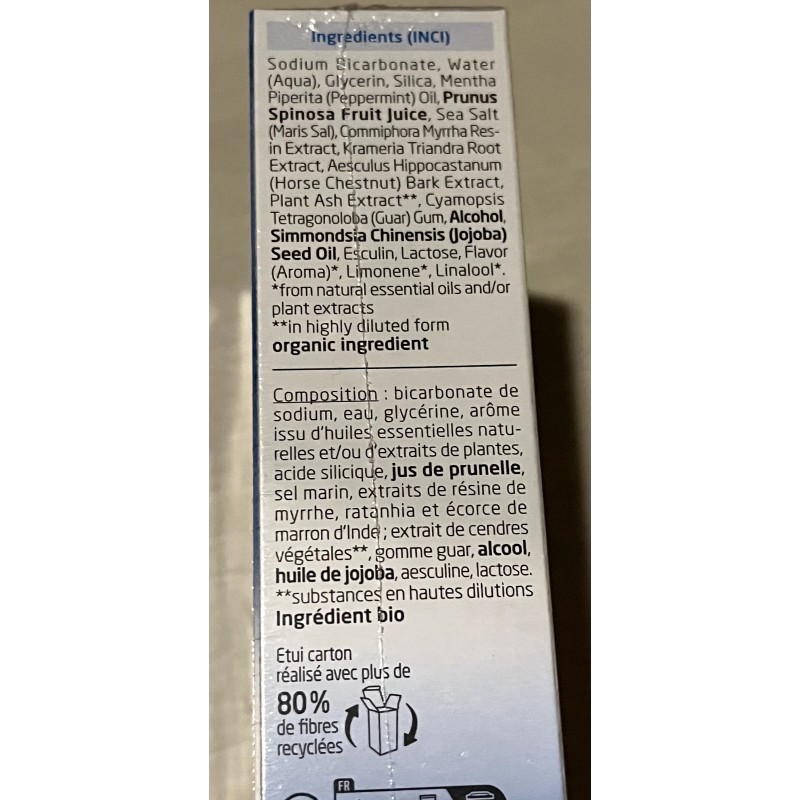 Ingredients (INCI)
Sodium Bicarbonate, Water
(Aqua), Glycerin, Silica, Mentha
Piperita (Peppermint) Oil, Prunus
Spinosa Fruit Juice, Sea Salt
(Maris Sal), Commiphora Myrrha Res-
in Extract, Krameria Triandra Root
Extract, Aesculus Hippocastanum
(Horse Chestnut) Bark Extract,
Plant Ash Extract**, Cyamopsis
Tetragonoloba (Guar) Gum, Alcohol,
Simmondsia Chinensis (Jojoba)
Seed Oil, Esculin, Lactose, Flavor
(Aroma)*, Limonene*, Linalool*.
*from natural essential oils and/or
plant extracts
**in highly diluted form
organic ingredient
Composition : bicarbonate de
sodium, eau, glycérine, arôme
issu d'huiles essentielles natu-
relles et/ou d'extraits de plantes,
acide silicique, jus de prunelle,
sel marin, extraits de résine de
myrrhe, ratanhia et écorce de
marron d'Inde ; extrait de cendres
végétales**, gomme guar, alcool,
huile de jojoba, aesculine, lactose.
**substances en hautes dilutions
Ingrédient bio
Etui carton
réalisé avec plus de
80%
de fibres
recyclées
FR